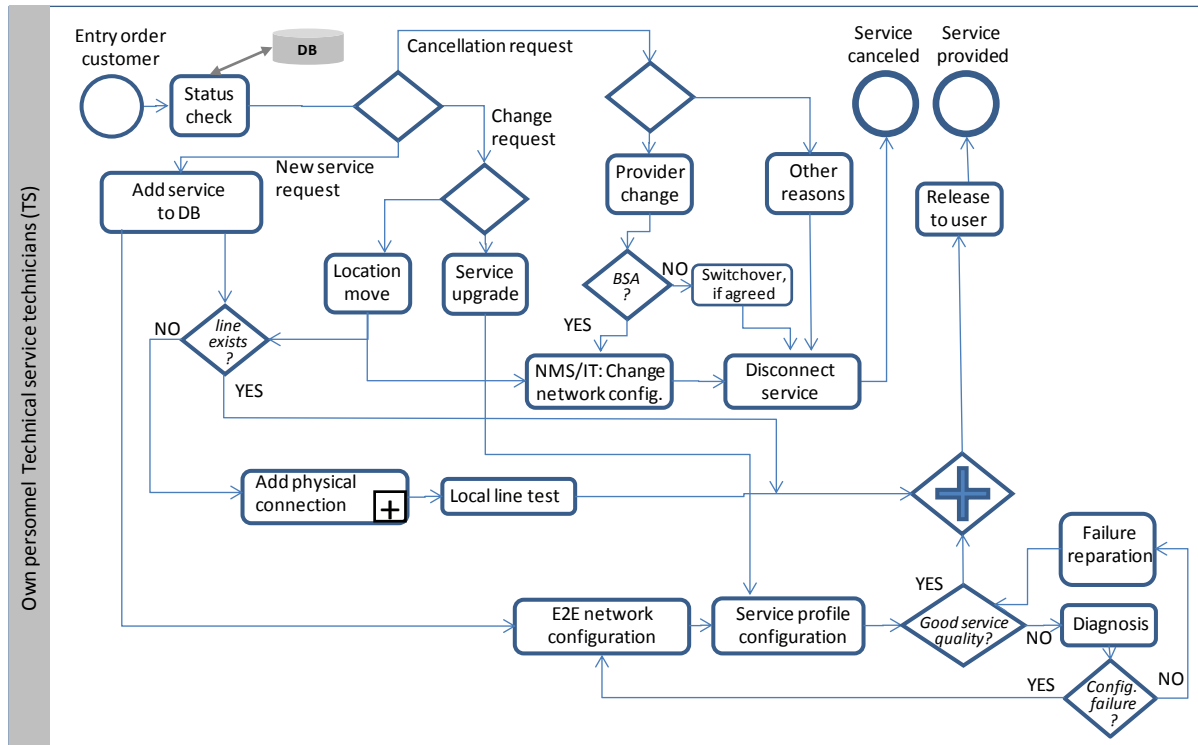 Own personnel Technical service technicians (TS)
Entry order
customer
DB
Cancellation request
Service
canceled
Service
provided
Status
check
Change
request
New service
request
Add service
to DB
Provider
change
Other
reasons
Release
to user
Location
move
Service
upgrade
BSA
?
NO
Switchover,
if agreed
YES
NO
line
exists
?
YES
NMS/IT: Change
network config.
Disconnect
service
Add physical
connection
+
Local line test
Failure
reparation
YES
E2E network
configuration
Service profile
configuration
Good service
quality?
NO
Diagnosis
YES
Config.
failure
?
NO